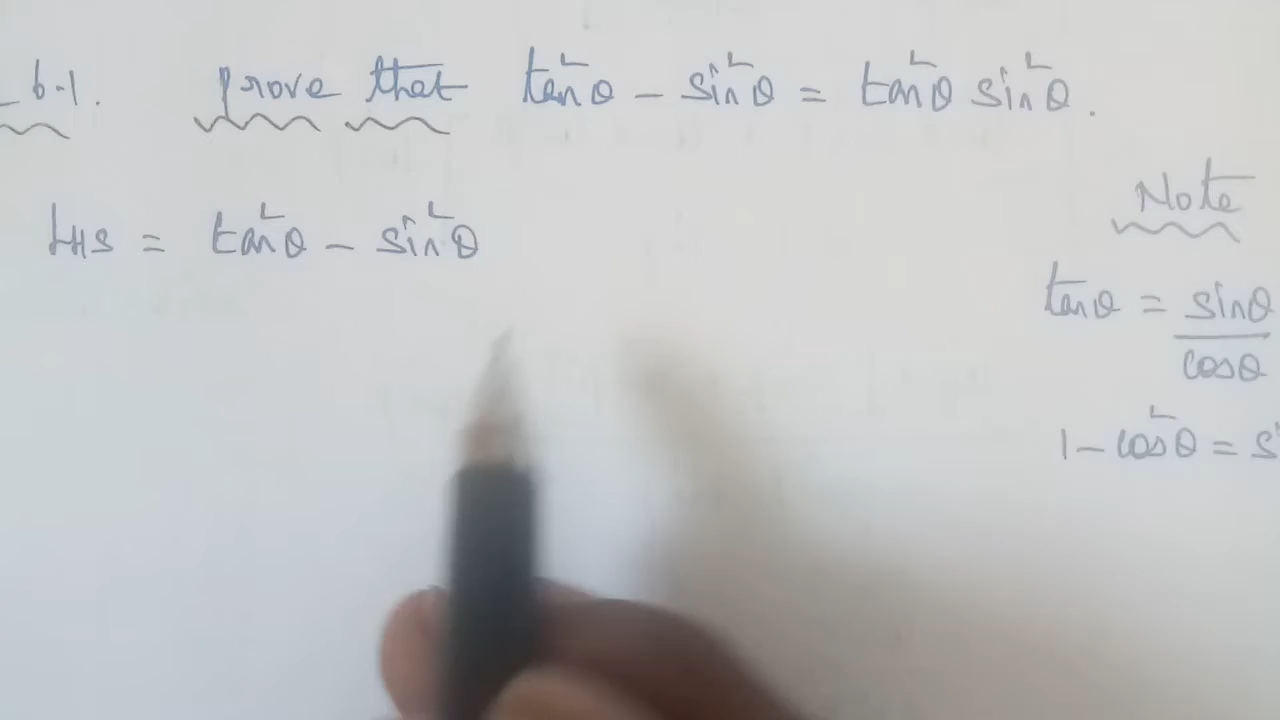 6.1. prove that tan²θ - sin²θ = tan²θ sin²θ.
LHS = tan²θ - sin²θ
Note
tanθ = sinθ/cosθ
1 - cos²θ = s